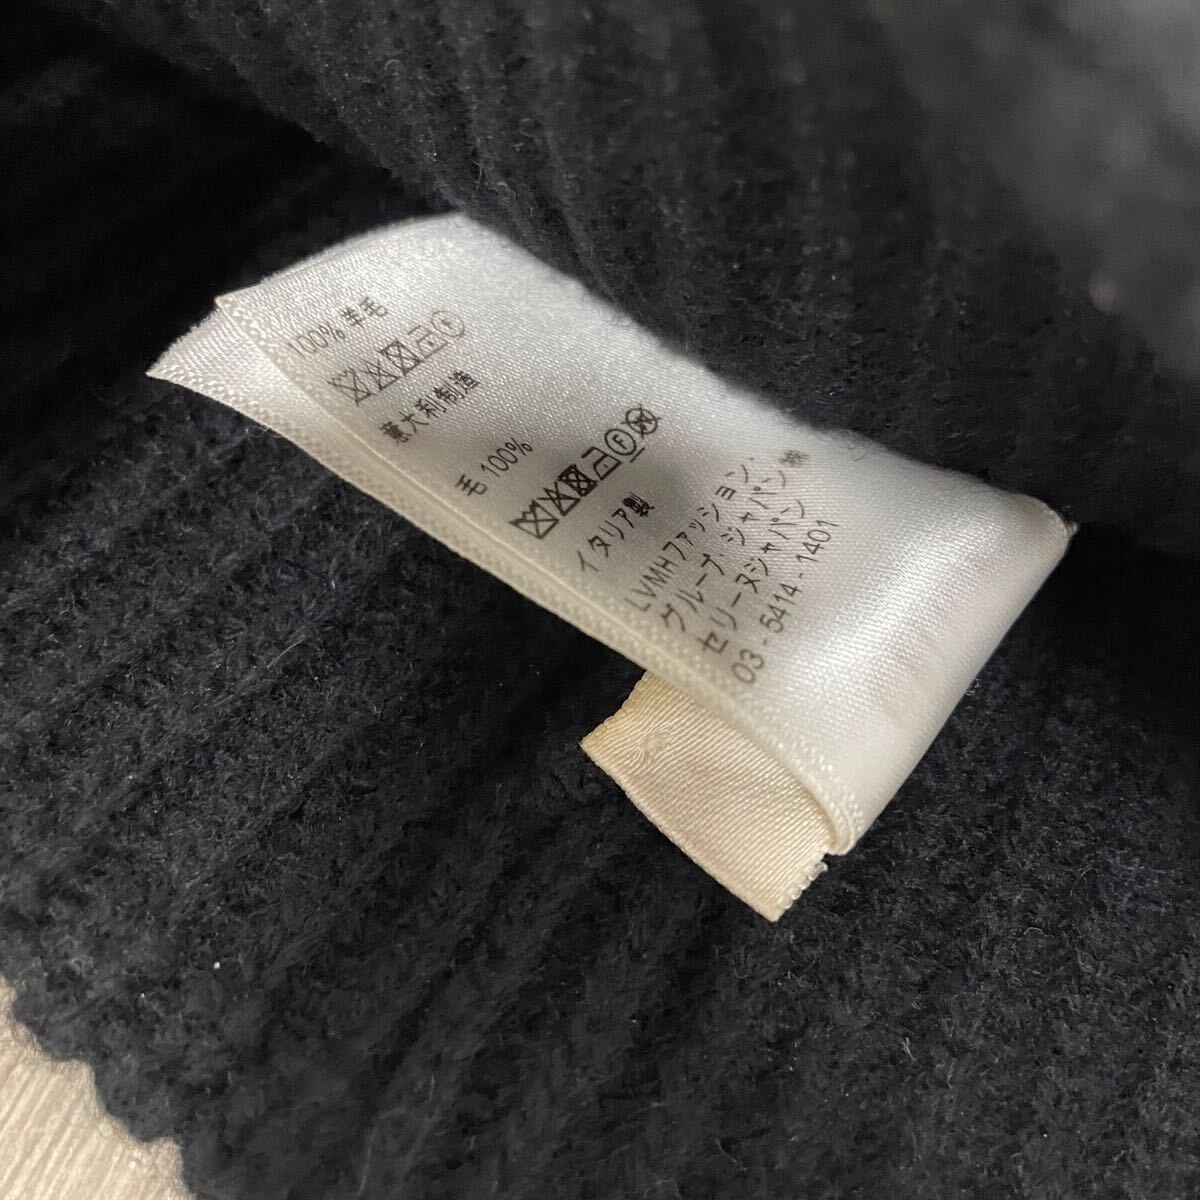 100% 羊毛
F
意大利制造
毛 100%
F
イタリア製
LVMHファッション.
グループ、ジャパン㈱
セリーヌジャパン
03 - 5414 - 1401